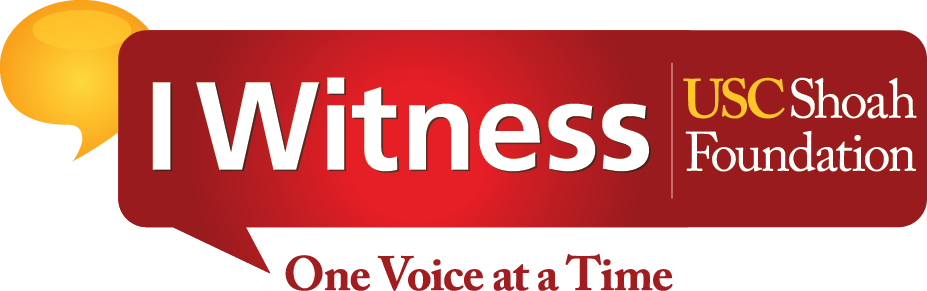 I Witness
USC Shoah
Foundation
One Voice at a Time